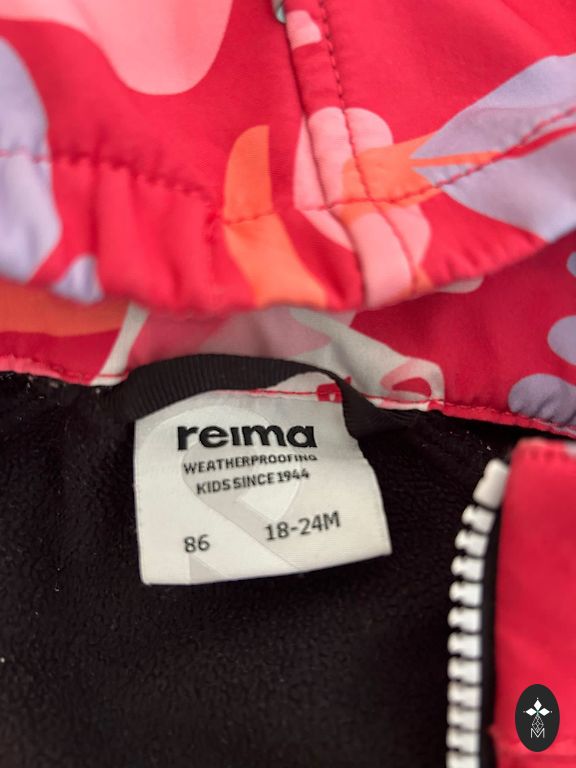 reima
WEATHERPROOFING
KIDS SINCE 1944
86 18-24M